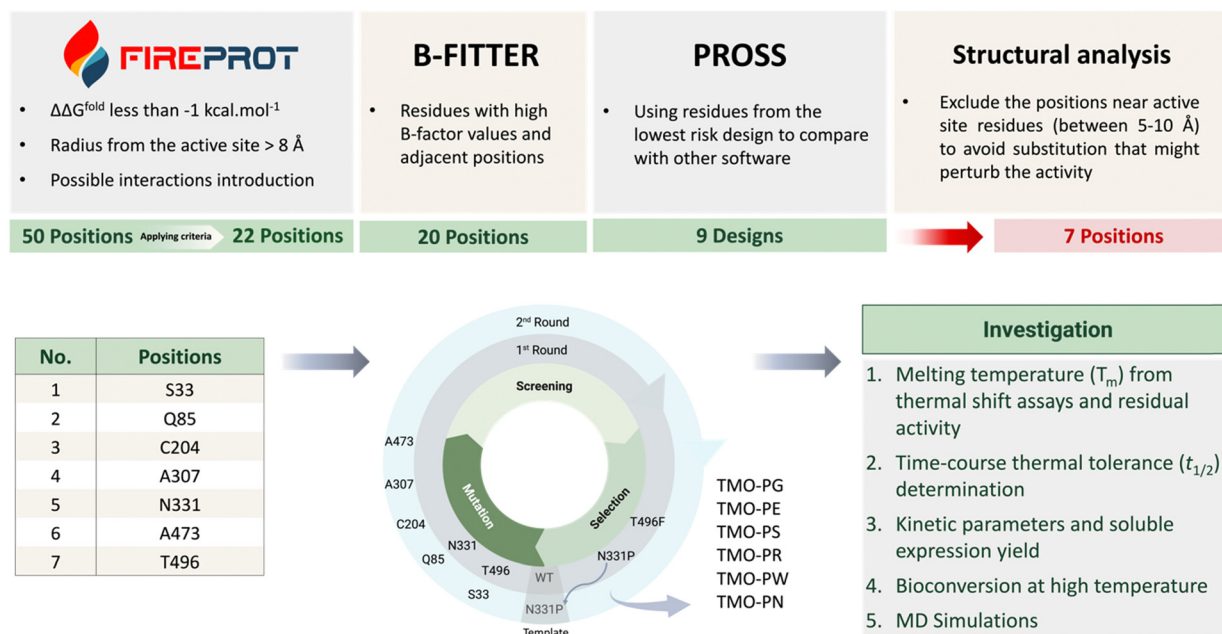 FIREPROT
• ΔΔG^fold less than -1 kcal.mol⁻¹
• Radius from the active site > 8 Å
• Possible interactions introduction
50 Positions Applying criteria 22 Positions
B-FITTER
• Residues with high
B-factor values and
adjacent positions
20 Positions
PROSS
• Using residues from the
lowest risk design to compare
with other software
9 Designs
Structural analysis
• Exclude the positions near active
site residues (between 5-10 Å)
to avoid substitution that might
perturb the activity
7 Positions
No. Positions
1 S33
2 Q85
3 C204
4 A307
5 N331
6 A473
7 T496
2nd Round
1st Round
Screening
Selection
Mutation
A473
A307
C204
Q85
S33
N331
T496
WT
N331P
Template
N331P
T496F
TMO-PG
TMO-PE
TMO-PS
TMO-PR
TMO-PW
TMO-PN
Investigation
1. Melting temperature (Tm) from
thermal shift assays and residual
activity
2. Time-course thermal tolerance (t1/2)
determination
3. Kinetic parameters and soluble
expression yield
4. Bioconversion at high temperature
5. MD Simulations